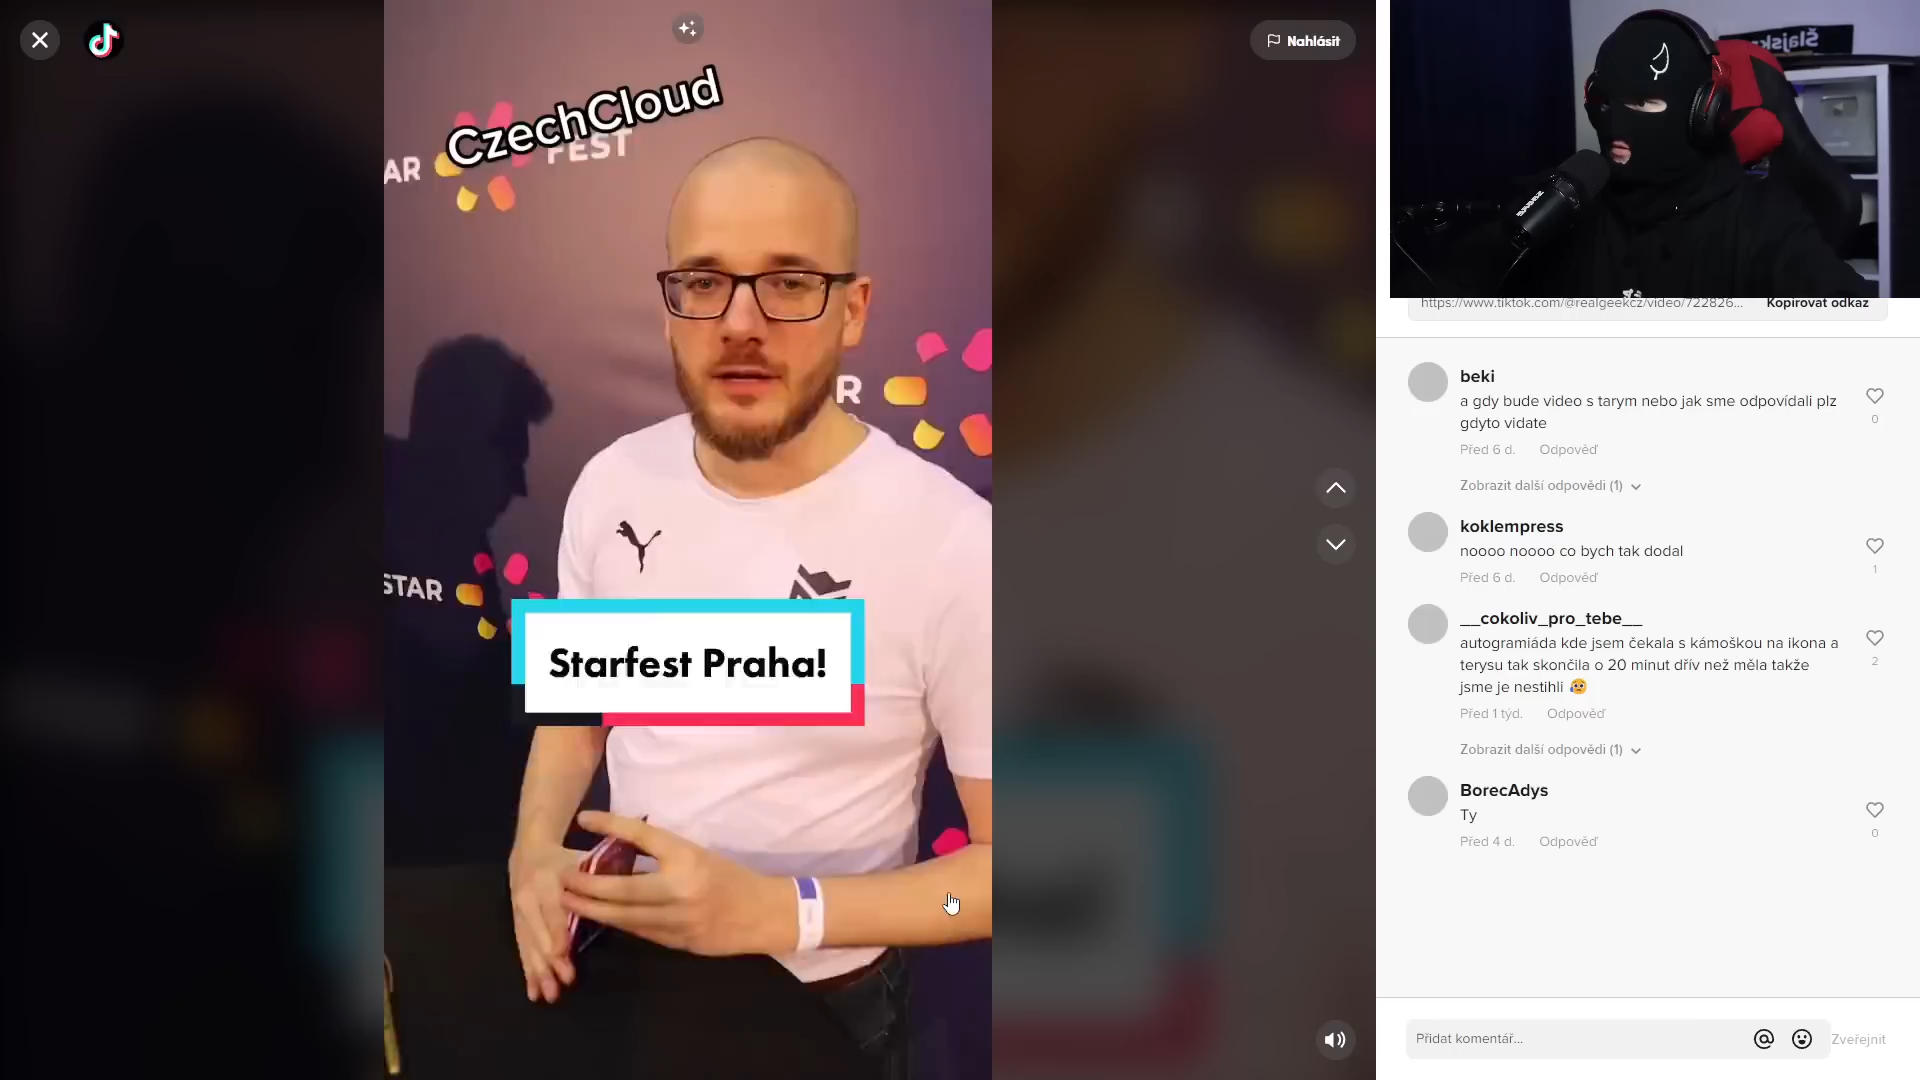 Nahlásit
CzechCloud
AR
FEST
R
STAR
Starfest Praha!
https://www.tiktok.com/@realgeekcz/video/722826...
Kopírovat odkaz
beki
a gdy bude video s tarym nebo jak sme odpovídali plz
gdyto vidate
0
Před 6 d. Odpověď
Zobrazit další odpovědi (1)
koklempress
noooo noooo co bych tak dodal
1
Před 6 d. Odpověď
__cokoliv_pro_tebe__
autogramiáda kde jsem čekala s kámoškou na ikona a
terysu tak skončila o 20 minut dřív než měla takže
2
jsme je nestihli 😥
Před 1 týd. Odpověď
Zobrazit další odpovědi (1)
BorecAdys
Ty
0
Před 4 d. Odpověď
Přidat komentář...
Zveřejnit